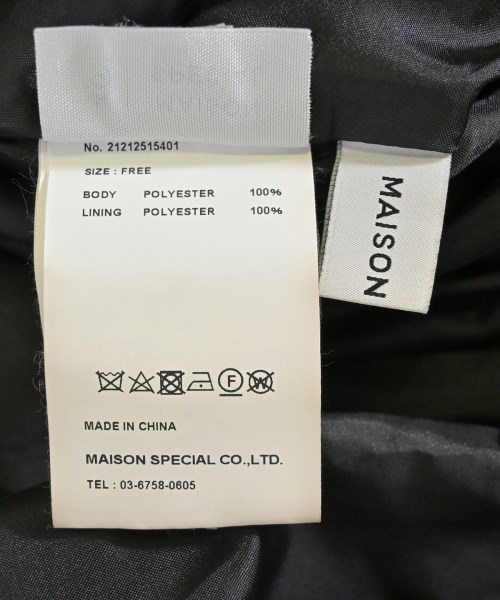 No. 21212515401
SIZE : FREE
BODY POLYESTER 100%
LINING POLYESTER 100%
F
W
MADE IN CHINA
MAISON SPECIAL CO.,LTD.
TEL : 03-6758-0605
MAISON